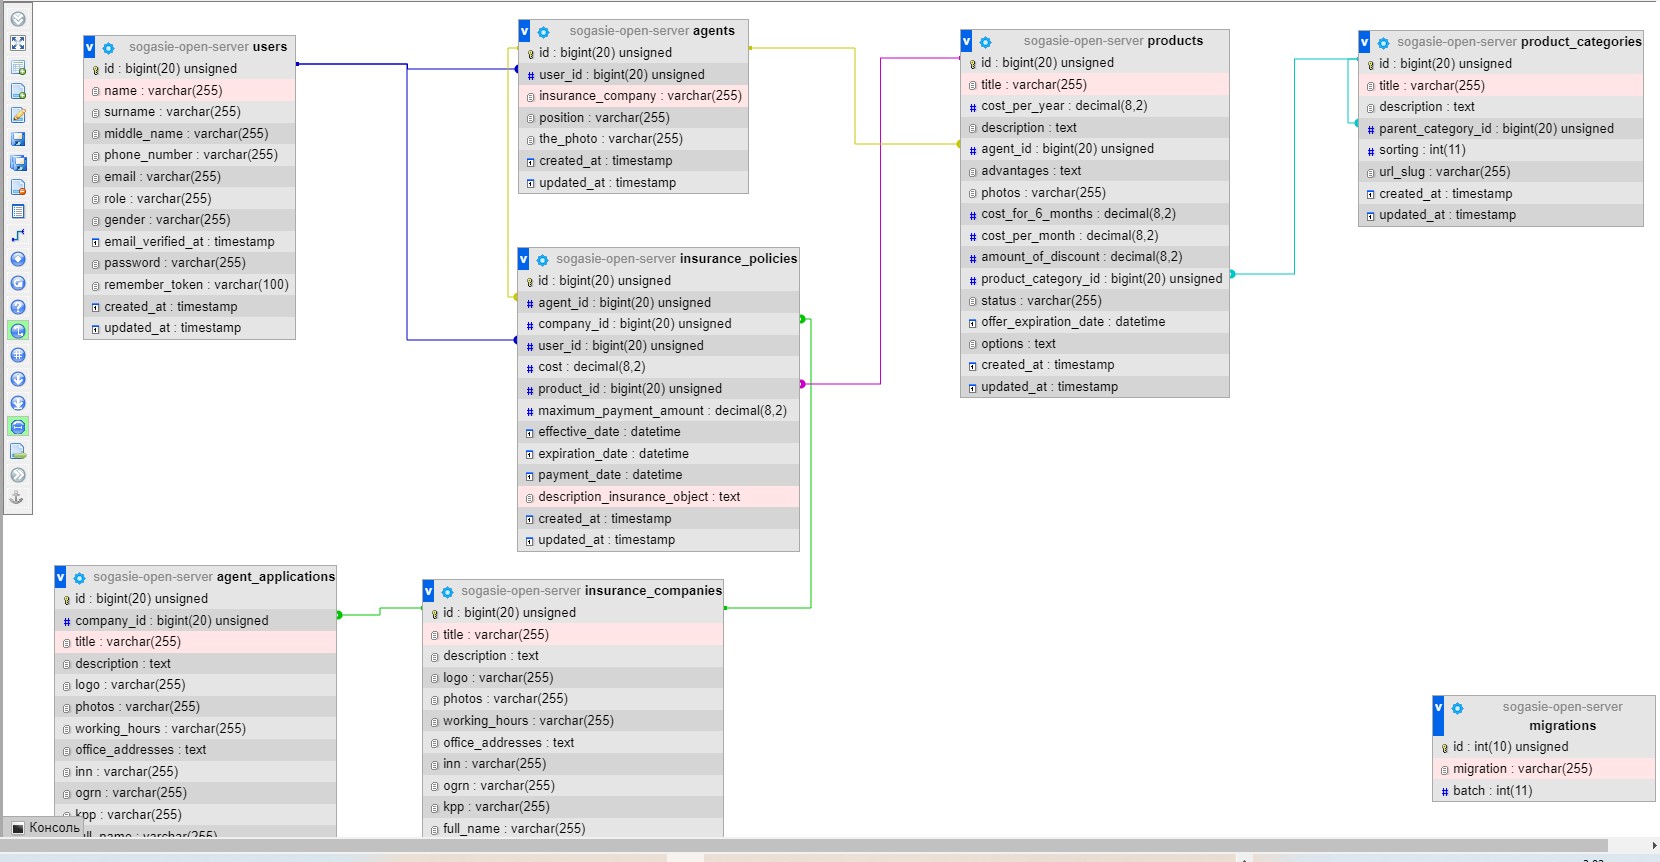 v sogasie-open-server users
id : bigint(20) unsigned
name : varchar(255)
surname : varchar(255)
middle_name : varchar(255)
phone_number : varchar(255)
email : varchar(255)
role : varchar(255)
gender : varchar(255)
email_verified_at : timestamp
password : varchar(255)
remember_token : varchar(100)
created_at : timestamp
updated_at : timestamp
v sogasie-open-server agents
id : bigint(20) unsigned
user_id : bigint(20) unsigned
insurance_company : varchar(255)
position : varchar(255)
the_photo : varchar(255)
created_at : timestamp
updated_at : timestamp
v sogasie-open-server products
id : bigint(20) unsigned
title : varchar(255)
cost_per_year : decimal(8,2)
description : text
agent_id : bigint(20) unsigned
advantages : text
photos : varchar(255)
cost_for_6_months : decimal(8,2)
cost_per_month : decimal(8,2)
amount_of_discount : decimal(8,2)
product_category_id : bigint(20) unsigned
status : varchar(255)
offer_expiration_date : datetime
options : text
created_at : timestamp
updated_at : timestamp
v sogasie-open-server product_categories
id : bigint(20) unsigned
title : varchar(255)
description : text
parent_category_id : bigint(20) unsigned
sorting : int(11)
url_slug : varchar(255)
created_at : timestamp
updated_at : timestamp
v sogasie-open-server insurance_policies
id : bigint(20) unsigned
agent_id : bigint(20) unsigned
company_id : bigint(20) unsigned
user_id : bigint(20) unsigned
cost : decimal(8,2)
product_id : bigint(20) unsigned
maximum_payment_amount : decimal(8,2)
effective_date : datetime
expiration_date : datetime
payment_date : datetime
description_insurance_object : text
created_at : timestamp
updated_at : timestamp
v sogasie-open-server agent_applications
id : bigint(20) unsigned
company_id : bigint(20) unsigned
title : varchar(255)
description : text
logo : varchar(255)
photos : varchar(255)
working_hours : varchar(255)
office_addresses : text
inn : varchar(255)
ogrn : varchar(255)
kpp : varchar(255)
v sogasie-open-server insurance_companies
id : bigint(20) unsigned
title : varchar(255)
description : text
logo : varchar(255)
photos : varchar(255)
working_hours : varchar(255)
office_addresses : text
inn : varchar(255)
ogrn : varchar(255)
kpp : varchar(255)
full_name : varchar(255)
v sogasie-open-server
migrations
id : int(10) unsigned
migration : varchar(255)
batch : int(11)
Консоль